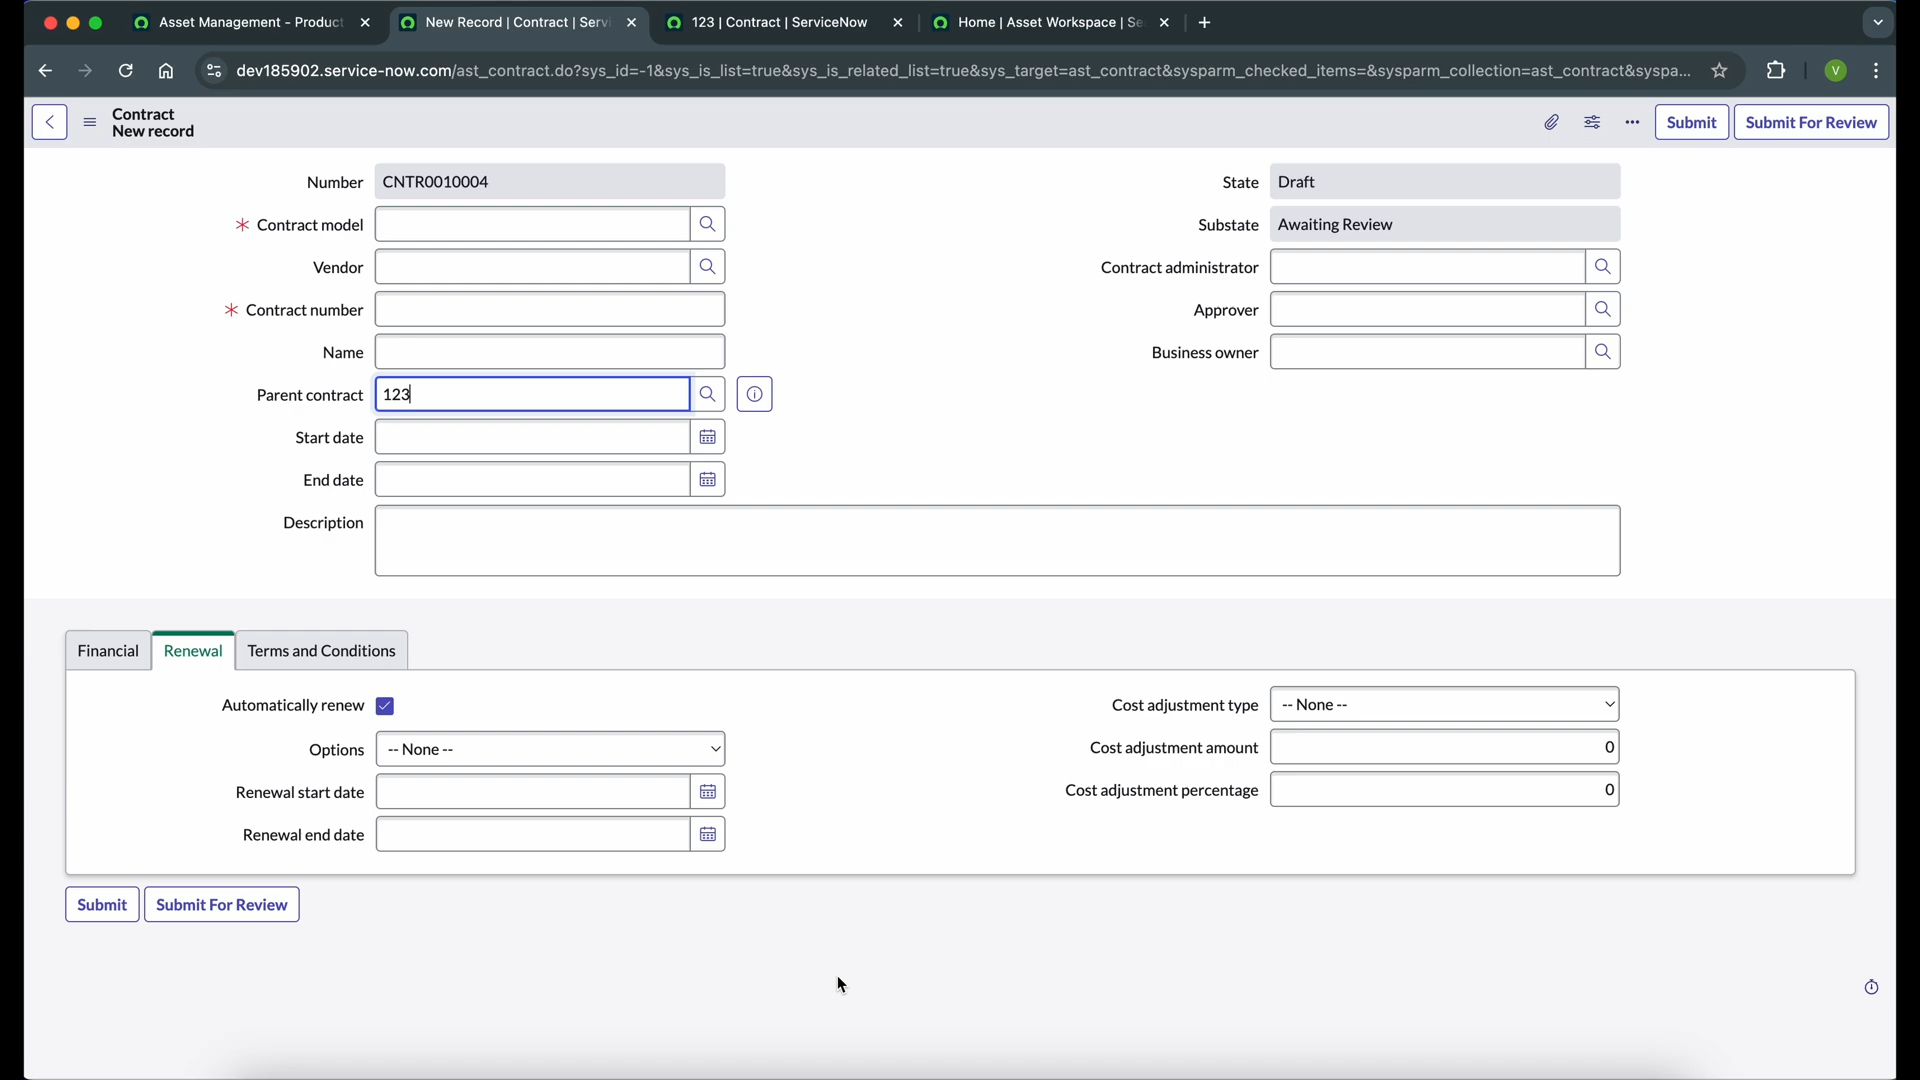 Asset Management - Product
New Record | Contract | Servi
123 | Contract | ServiceNow
Home | Asset Workspace | Se
dev185902.service-now.com/ast_contract.do?sys_id=-1&sys_is_list=true&sys_is_related_list=true&sys_target=ast_contract&sysparm_checked_items=&sysparm_collection=ast_contract&syspa...
V
Contract
New record
Submit
Submit For Review
Number
CNTR0010004
State
Draft
* Contract model
Substate
Awaiting Review
Vendor
Contract administrator
* Contract number
Approver
Name
Business owner
Parent contract
123
Start date
End date
Description
Financial
Renewal
Terms and Conditions
Automatically renew
Cost adjustment type
-- None --
Options
-- None --
Cost adjustment amount
0
Renewal start date
Cost adjustment percentage
0
Renewal end date
Submit
Submit For Review